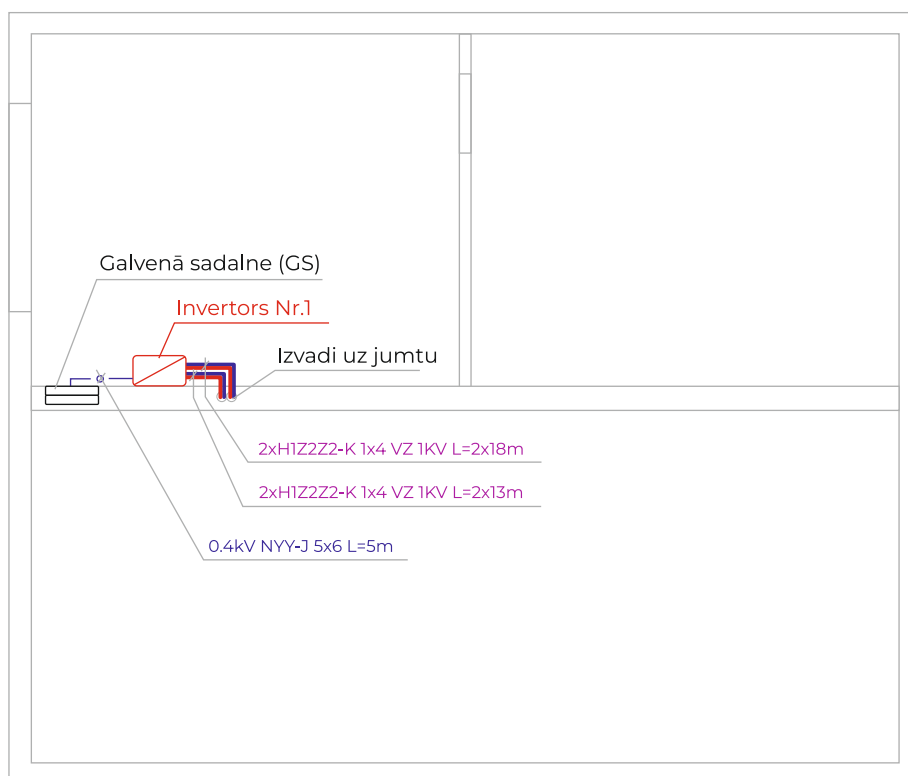 Galvenā sadalne (GS)
Invertors Nr.1
Izvadi uz jumtu
2xH1Z2Z2-K 1x4 VZ 1KV L=2x18m
2xH1Z2Z2-K 1x4 VZ 1KV L=2x13m
0.4kV NYY-J 5x6 L=5m